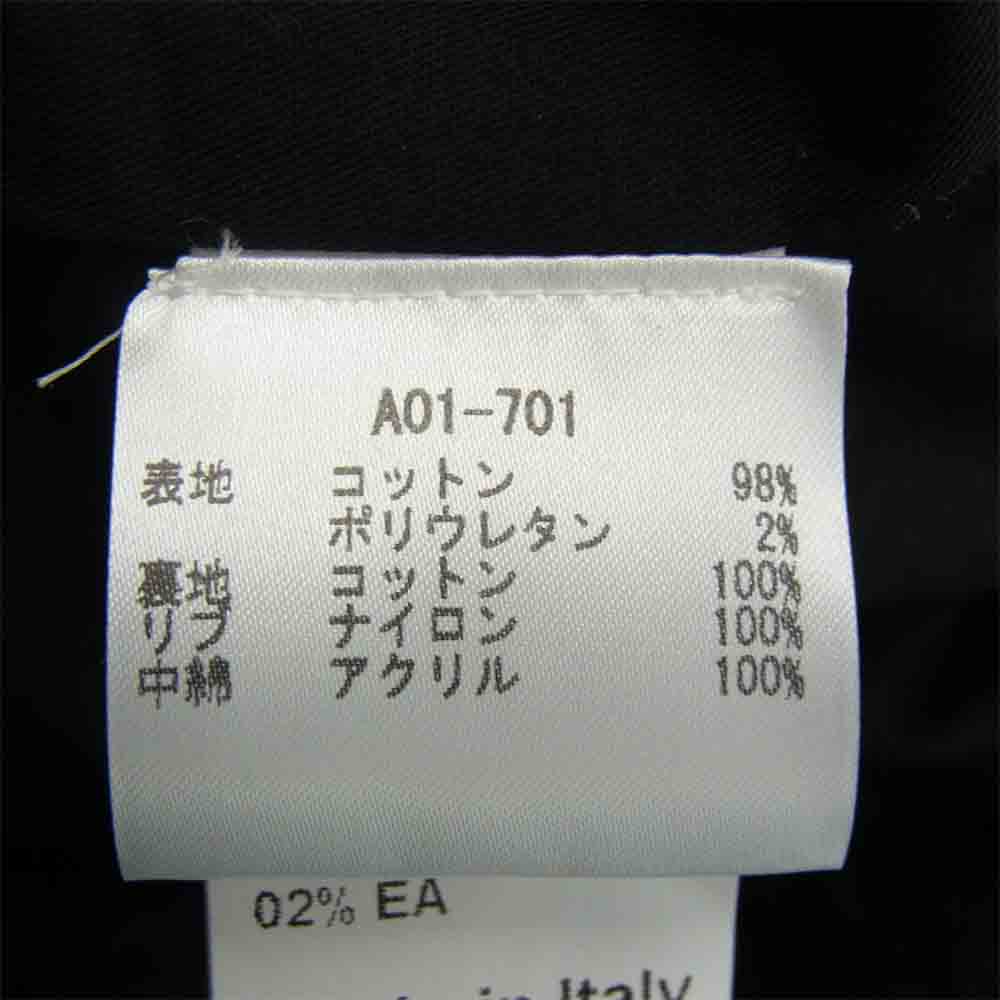 A01-701
表地 コットン 98%
ポリウレタン 2%
裏地 コットン 100%
リブ ナイロン 100%
中綿 アクリル 100%
02% EA
in Italy